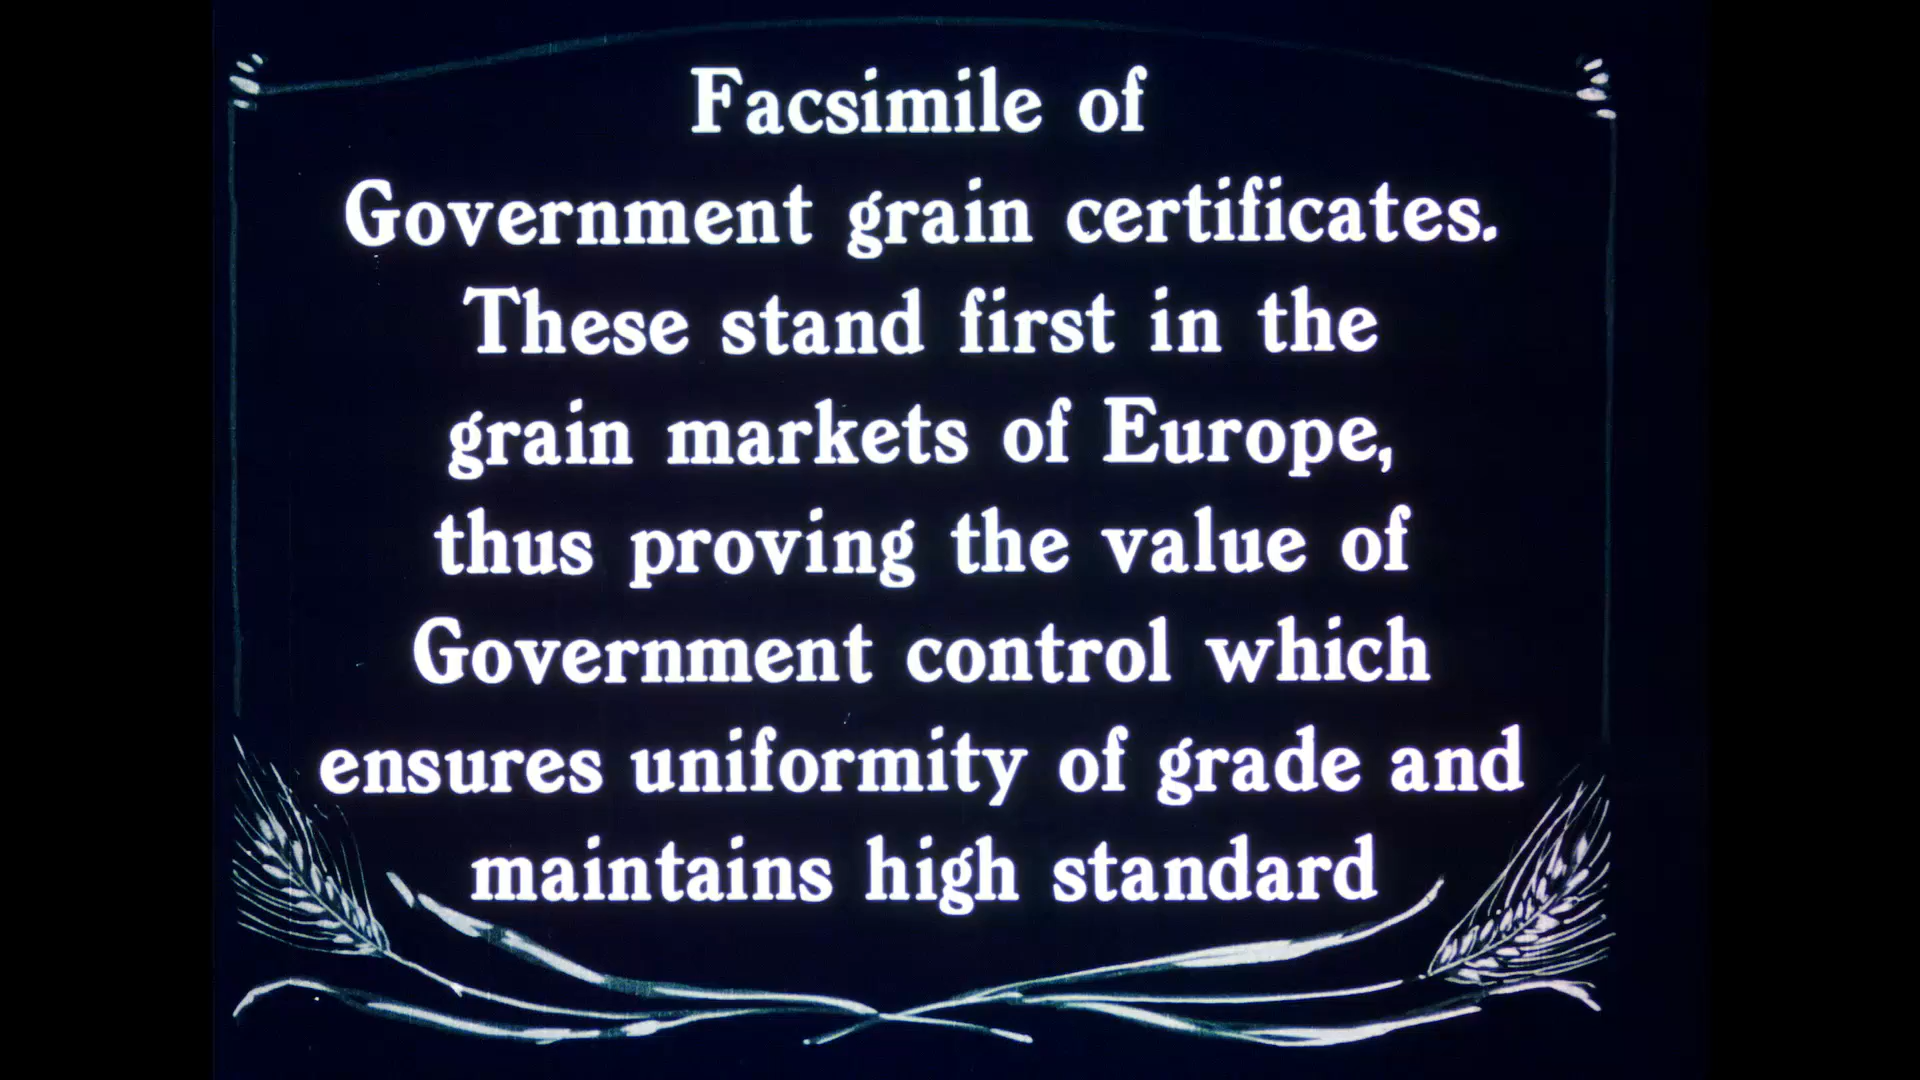 Facsimile of
Government grain certificates.
These stand first in the
grain markets of Europe,
thus proving the value of
Government control which
ensures uniformity of grade and
maintains high standard